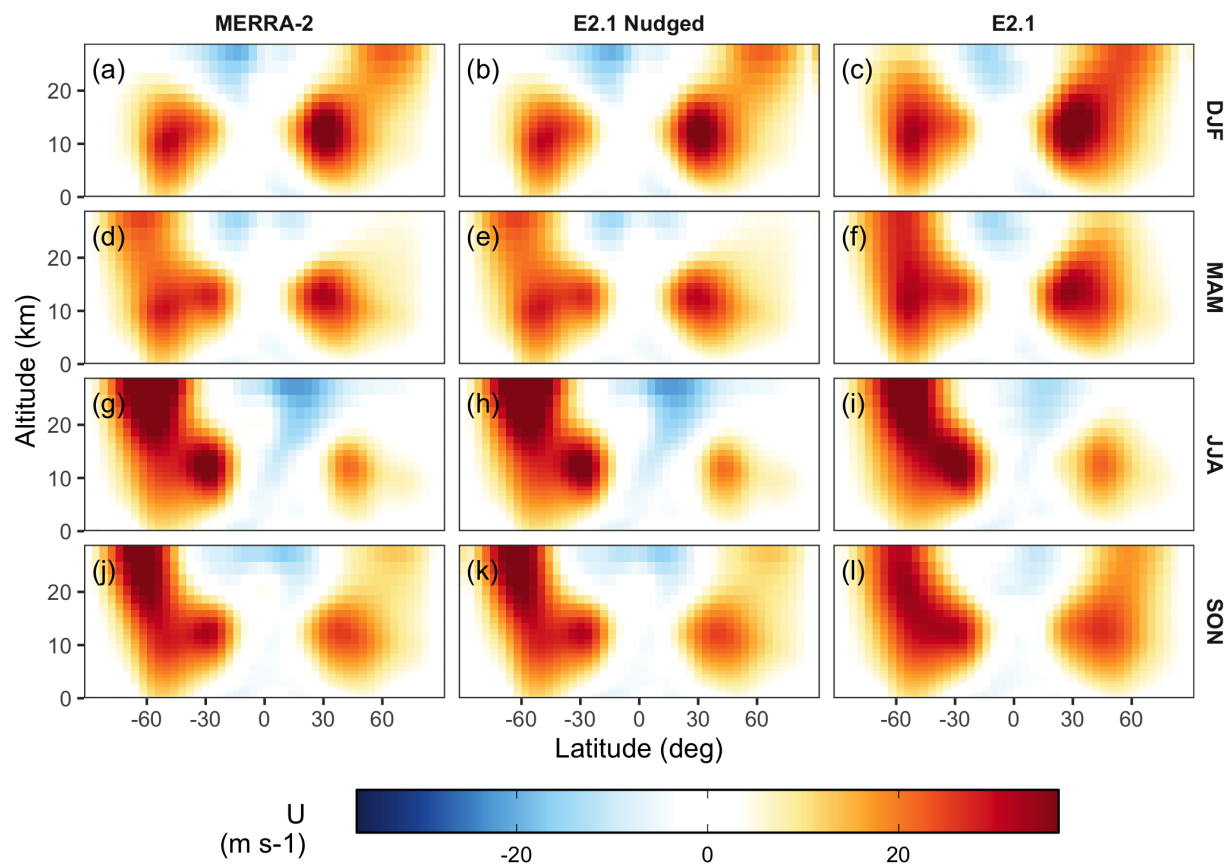 MERRA-2 E2.1 Nudged E2.1
(a) (b) (c) DJF
20
10
0
(d) (e) (f) MAM
20
10
0
(g) (h) (i) JJA
20
10
0
(j) (k) (l) SON
20
10
0
Altitude (km)
-60 -30 0 30 60 -60 -30 0 30 60 -60 -30 0 30 60
Latitude (deg)
U
(m s-1)
-20 0 20